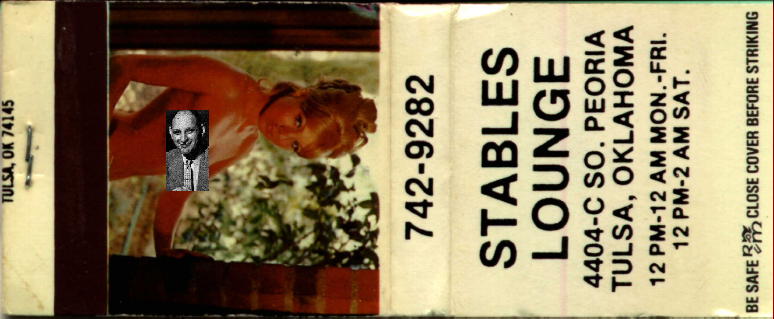 TULSA, OK 74145
742-9282
STABLES
LOUNGE
4404-C SO. PEORIA
TULSA, OKLAHOMA
12 PM-12 AM MON.-FRI.
12 PM-2 AM SAT.
BE SAFE CLOSE COVER BEFORE STRIKING